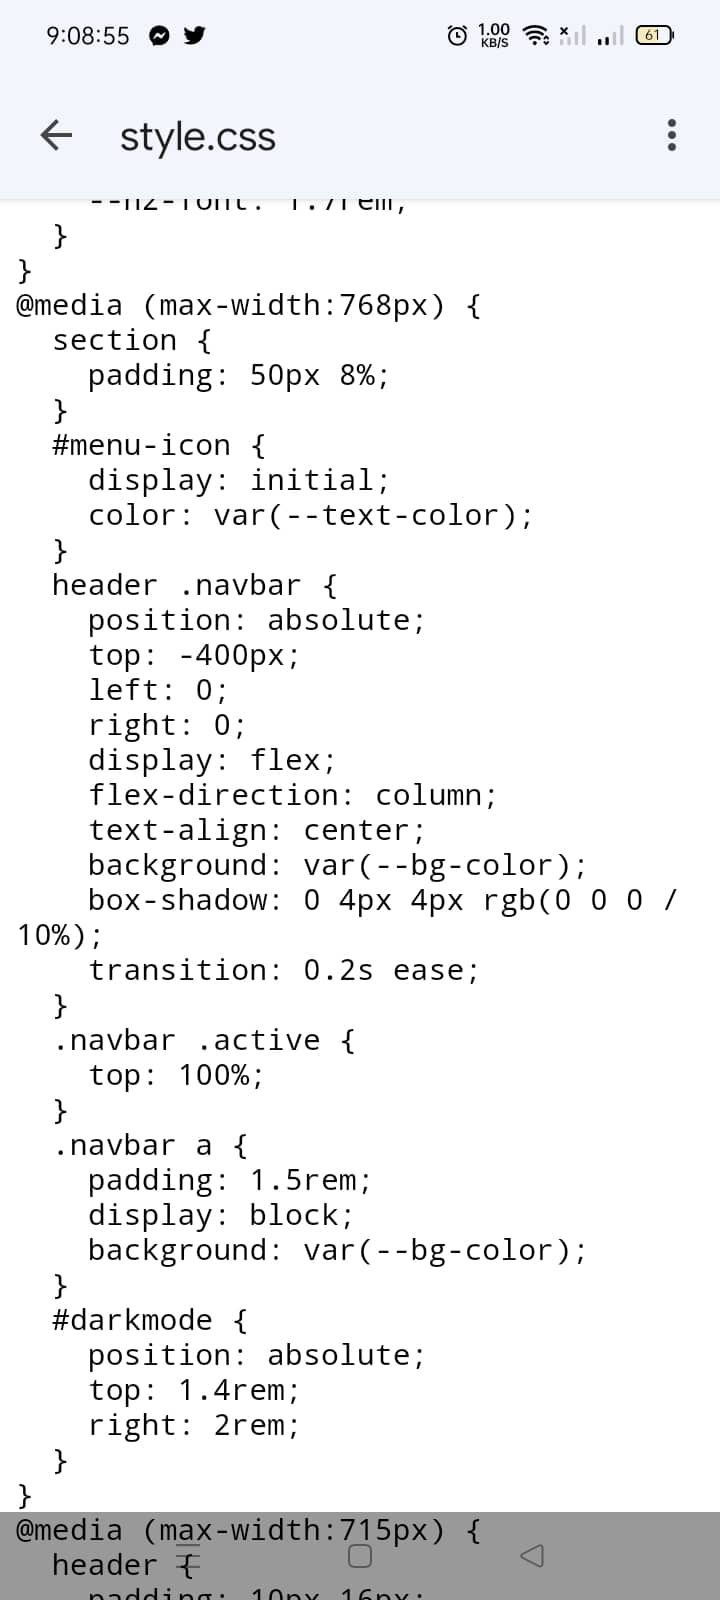 9:08:55
1.00
KB/S
61
style.css
--h2-font: 1.7rem;
}
}
@media (max-width:768px) {
section {
padding: 50px 8%;
}
#menu-icon {
display: initial;
color: var(--text-color);
}
header .navbar {
position: absolute;
top: -400px;
left: 0;
right: 0;
display: flex;
flex-direction: column;
text-align: center;
background: var(--bg-color);
box-shadow: 0 4px 4px rgb(0 0 0 /
10%);
transition: 0.2s ease;
}
.navbar .active {
top: 100%;
}
.navbar a {
padding: 1.5rem;
display: block;
background: var(--bg-color);
}
#darkmode {
position: absolute;
top: 1.4rem;
right: 2rem;
}
}
@media (max-width:715px) {
header {
padding: 10px 16px;